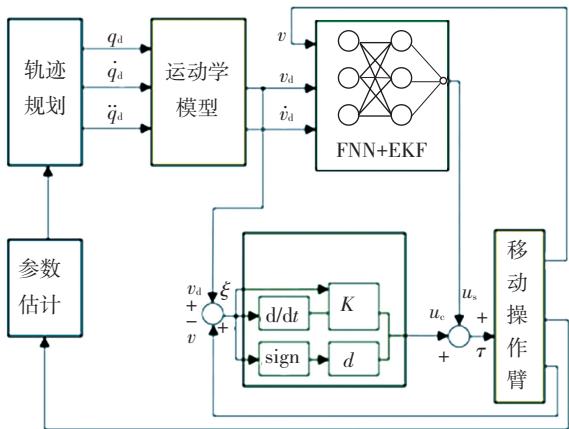 轨迹
规划
q_d
q̇_d
q̈_d
运动学
模型
v_d
v̇_d
v
FNN+EKF
参数
估计
v_d
+
−
v
ξ
+
d/dt
K
sign
d
u_c
+
u_s
+
τ
移
动
操
作
臂